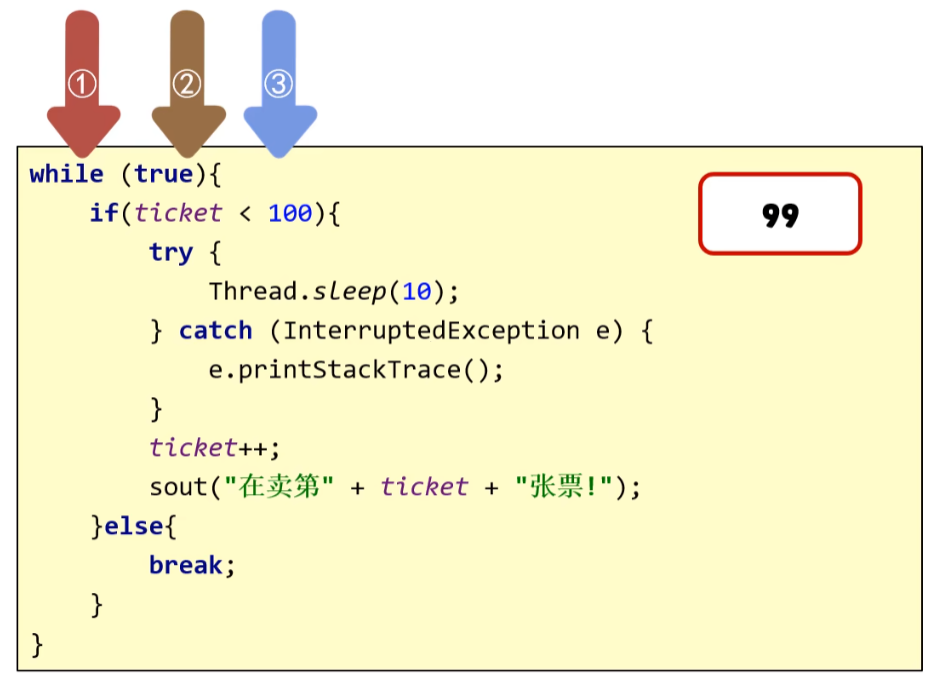 ① ② ③
while (true){
99
if(ticket < 100){
try {
Thread.sleep(10);
} catch (InterruptedException e) {
e.printStackTrace();
}
ticket++;
sout("在卖第" + ticket + "张票!");
}else{
break;
}
}